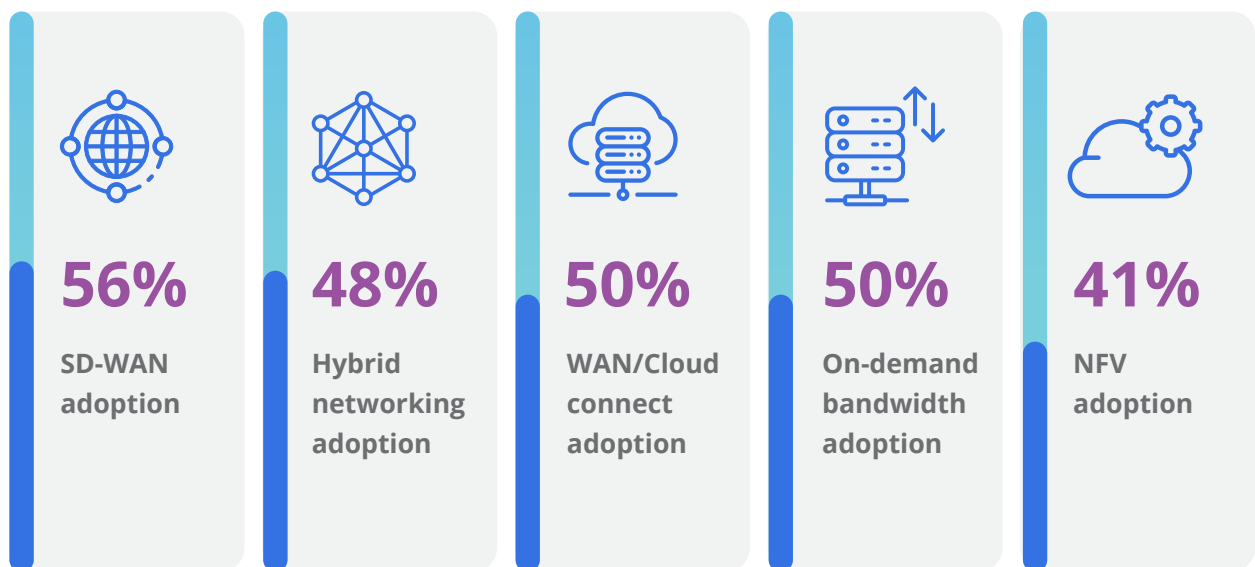 56%
SD-WAN
adoption
48%
Hybrid
networking
adoption
50%
WAN/Cloud
connect
adoption
50%
On-demand
bandwidth
adoption
41%
NFV
adoption